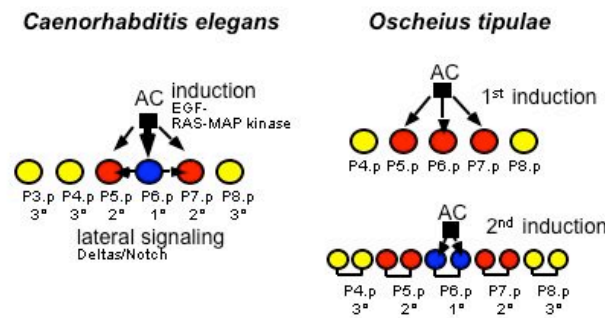 Caenorhabditis elegans
induction
AC
EGF-
RAS-MAP kinase
P3.p P4.p P5.p P6.p P7.p P8.p
3° 3° 2° 1° 2° 3°
lateral signaling
Deltas/Notch
Oscheius tipulae
AC
1st induction
P4.p P5.p P6.p P7.p P8.p
AC
2nd induction
P4.p P5.p P6.p P7.p P8.p
3° 2° 1° 2° 3°